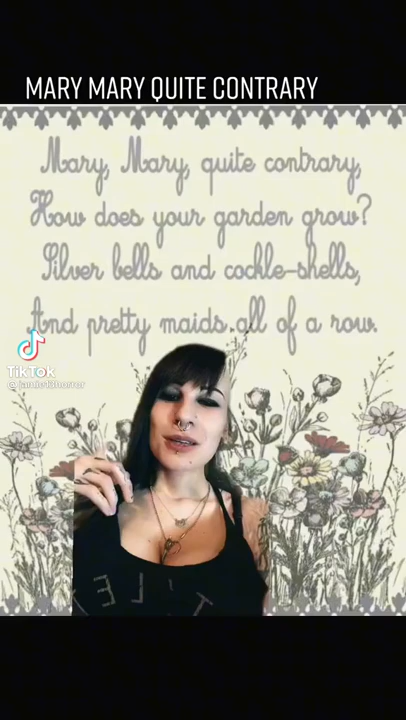 MARY MARY QUITE CONTRARY
Mary, Mary, quite contrary,
How does your garden grow?
Silver bells and cockle-shells,
And pretty maids all of a row.
TikTok